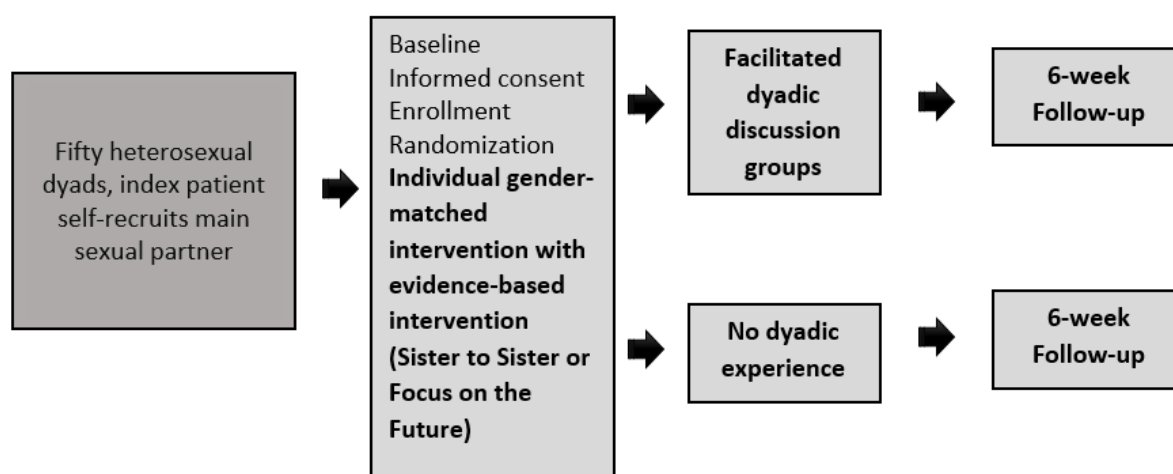 Fifty heterosexual
dyads, index patient
self-recruits main
sexual partner
Baseline
Informed consent
Enrollment
Randomization
Individual gender-
matched
intervention with
evidence-based
intervention
(Sister to Sister or
Focus on the
Future)
Facilitated
dyadic
discussion
groups
6-week
Follow-up
No dyadic
experience
6-week
Follow-up